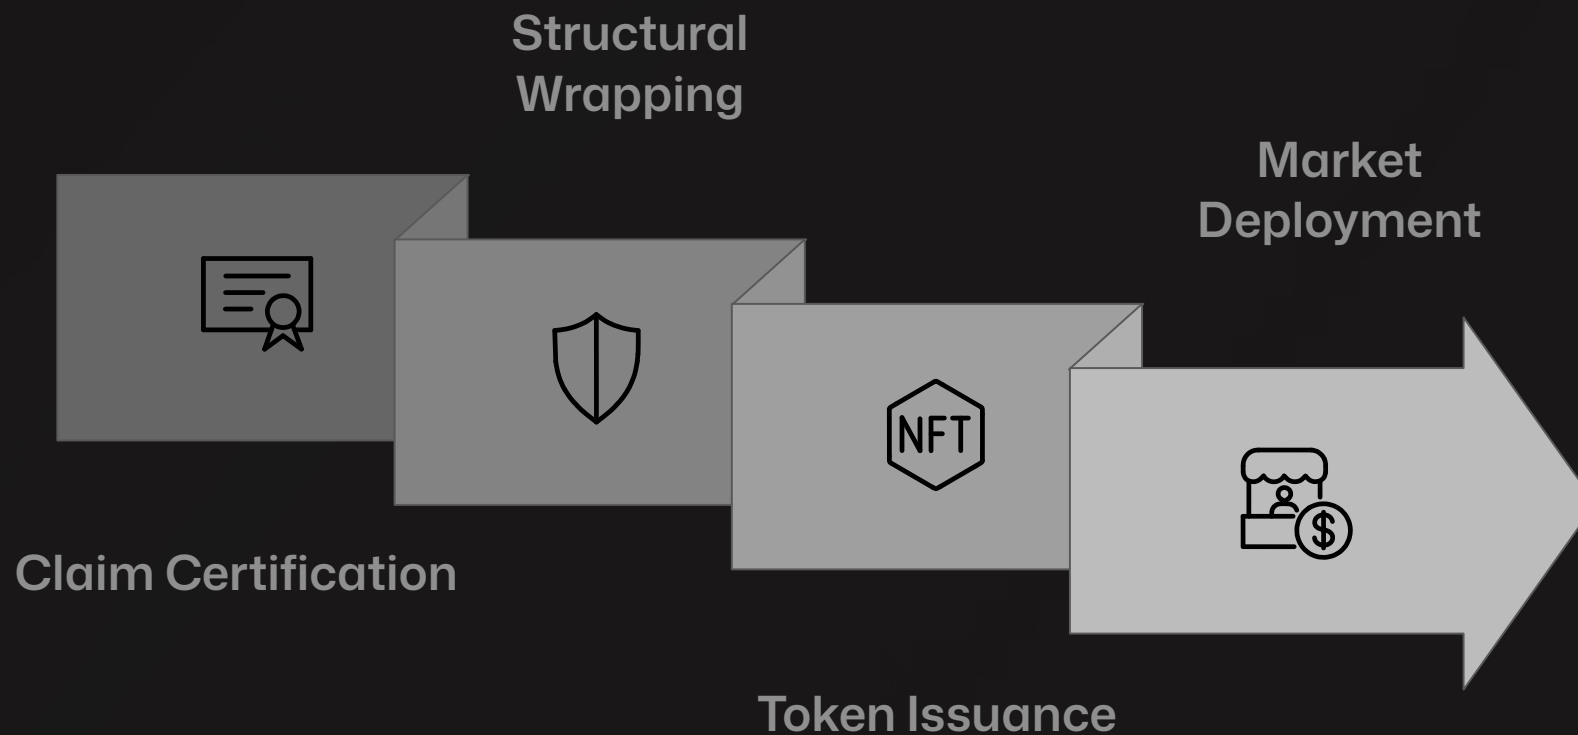 Structural
Wrapping
Market
Deployment
NFT
$
Claim Certification
Token Issuance